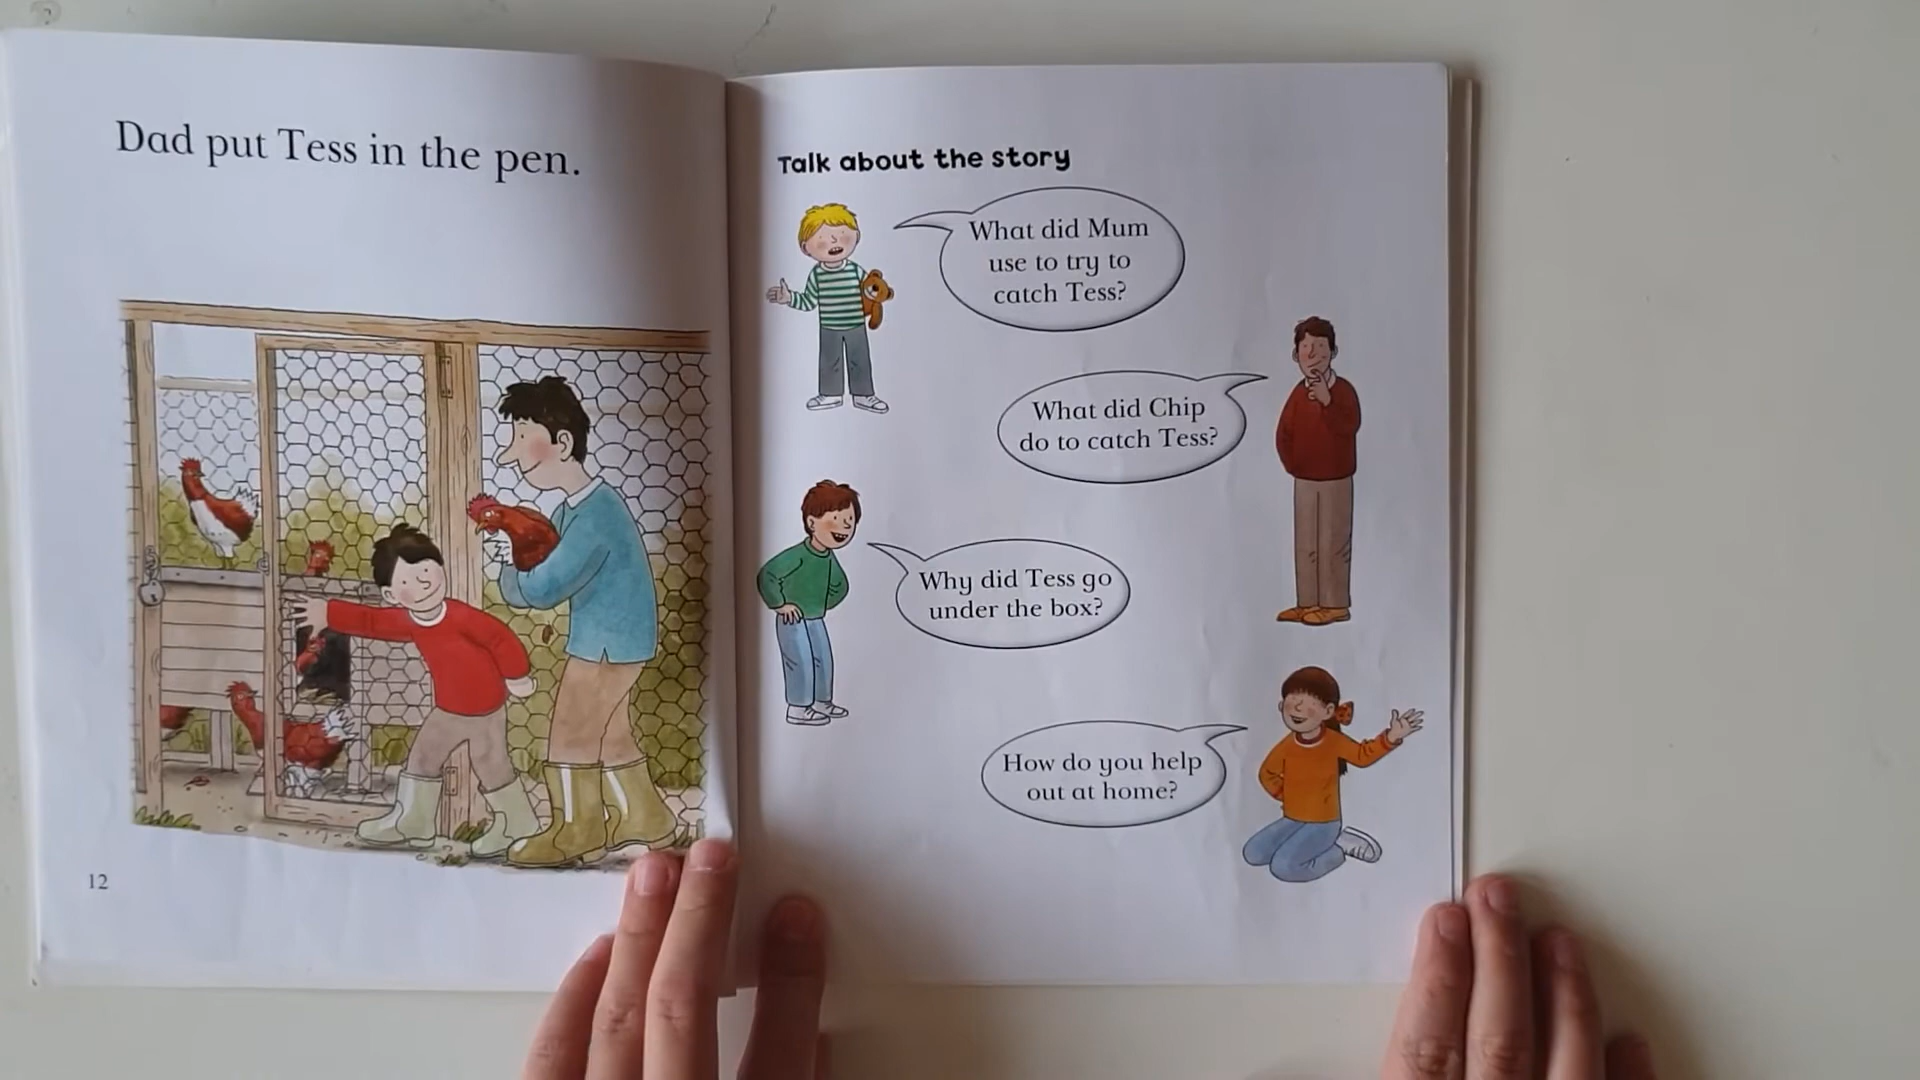 Dad put Tess in the pen.
12
Talk about the story
What did Mum
use to try to
catch Tess?
What did Chip
do to catch Tess?
Why did Tess go
under the box?
How do you help
out at home?